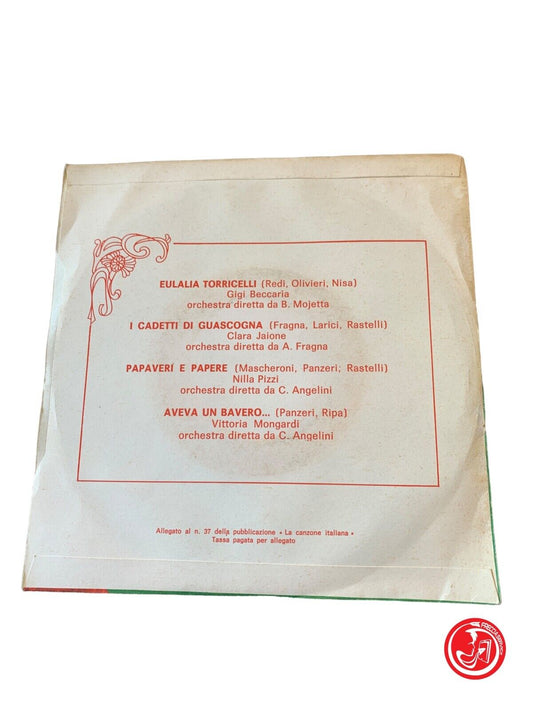 EULALIA TORRICELLI (Redi, Olivieri, Nisa)
Gigi Beccaria
orchestra diretta da B. Mojetta
I CADETTI DI GUASCOGNA (Fragna, Larici, Rastelli)
Clara Jaione
orchestra diretta da A. Fragna
PAPAVERI E PAPERE (Mascheroni, Panzeri, Rastelli)
Nilla Pizzi
orchestra diretta da C. Angelini
AVEVA UN BAVERO... (Panzeri, Ripa)
Vittoria Mongardi
orchestra diretta da C. Angelini
Allegato al n. 37 della pubblicazione « La canzone italiana »
Tassa pagata per allegato